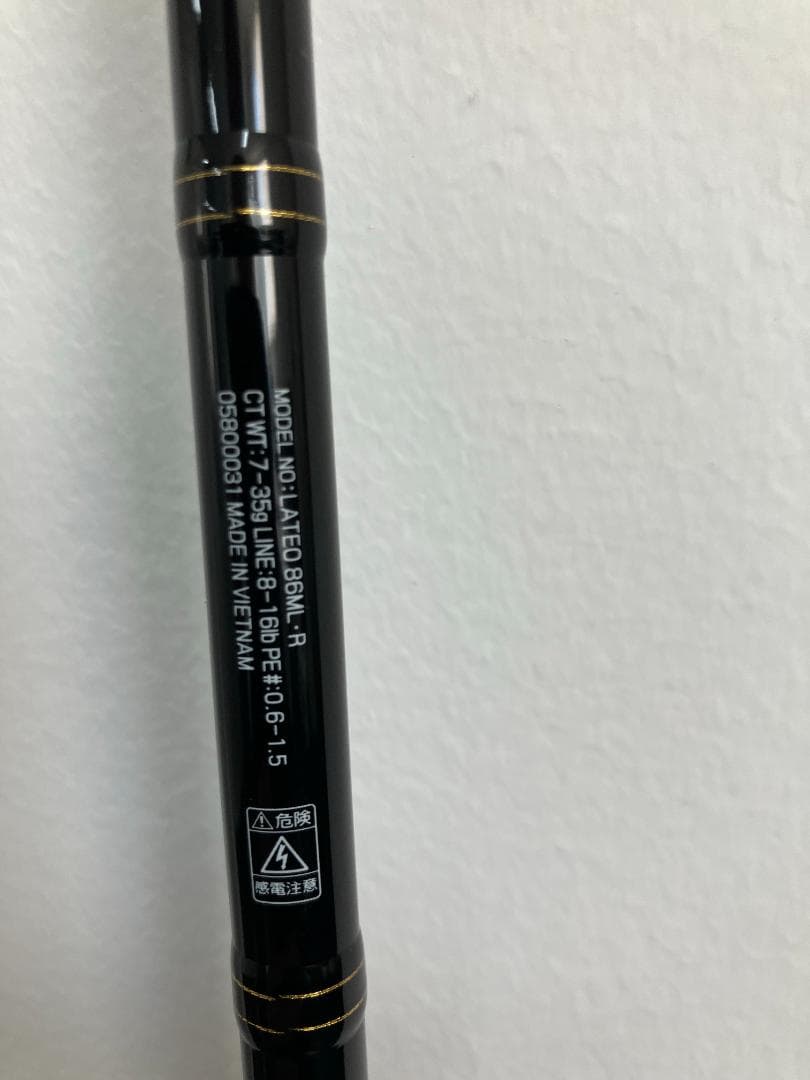 MODEL NO:LATEO 86ML・R
CT WT:7-35g LINE:8-16lb PE#:0.6-1.5
05800031 MADE IN VIETNAM
危険
感電注意